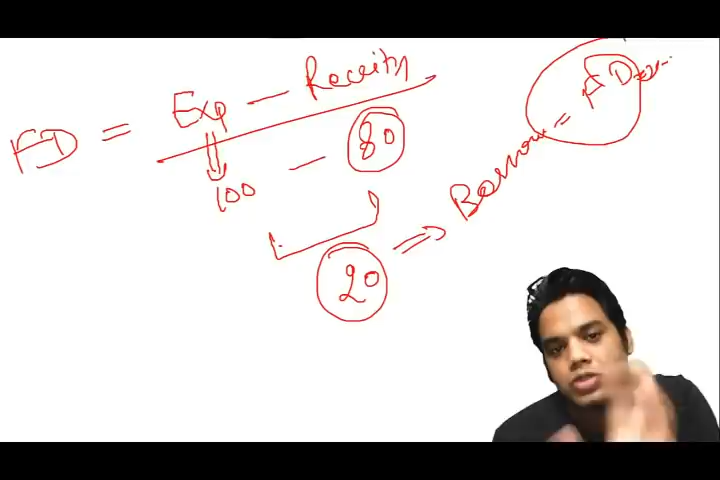 FD = Exp — Receipts
100 — 80
20 ⇒ Borrow = FD